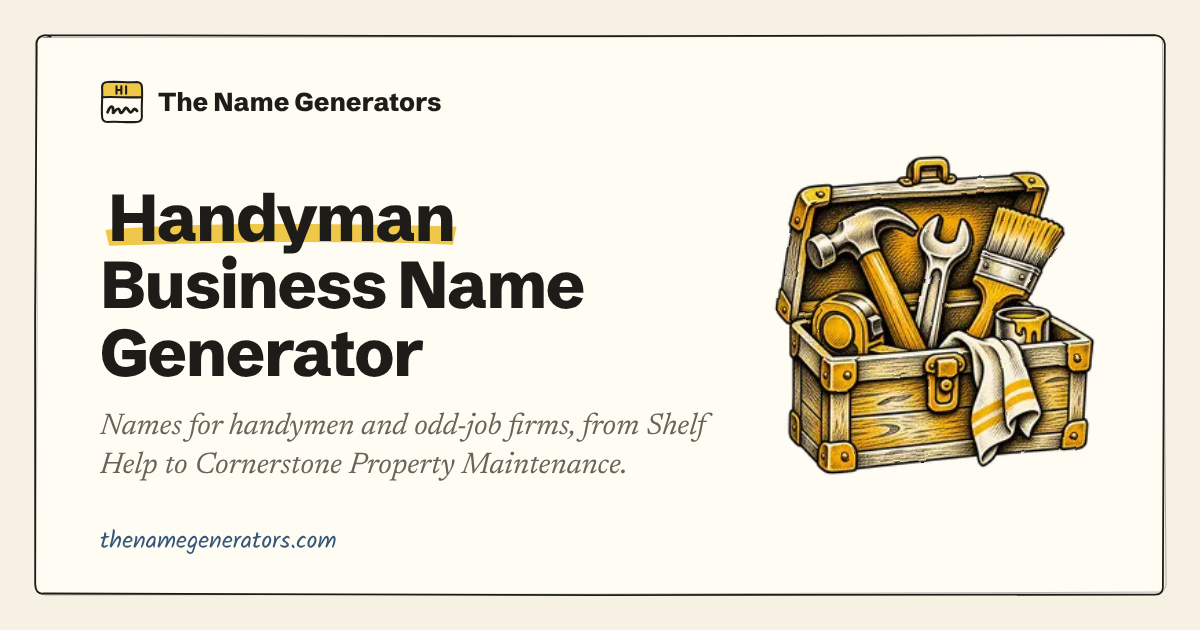 HI
The Name Generators
Handyman
Business Name
Generator
Names for handymen and odd-job firms, from Shelf
Help to Cornerstone Property Maintenance.
thenamegenerators.com